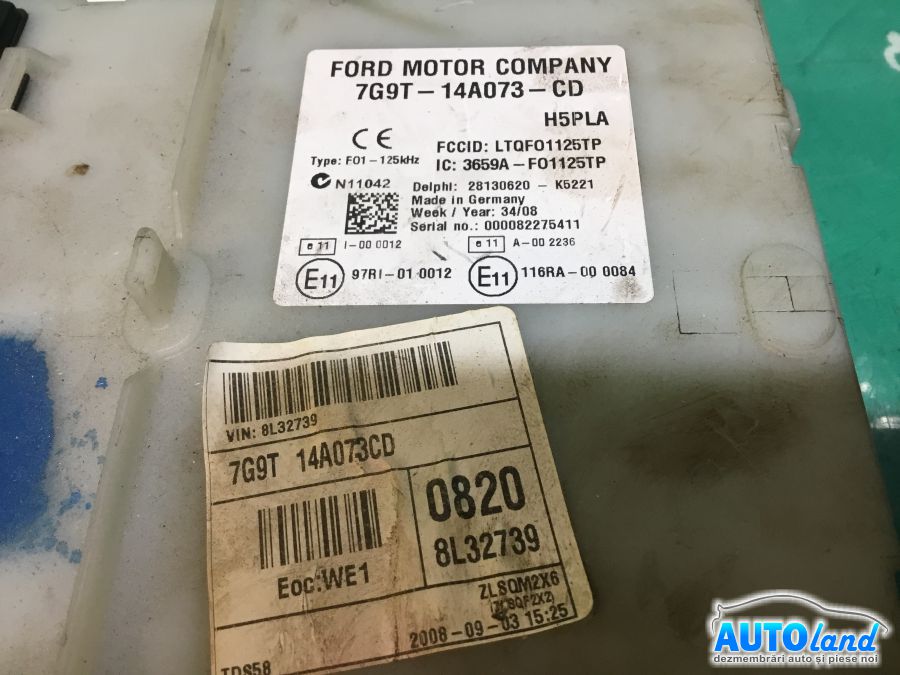 FORD MOTOR COMPANY
7G9T-14A073-CD
H5PLA
CE
FCCID: LTQFO1125TP
Type: F01-125kHz
IC: 3659A-FO1125TP
N11042
Delphi: 28130620 - K5221
Made in Germany
Week / Year: 34/08
Serial no.: 000082275411
e 11 I-00 0012
e 11 A-00 2236
E11 97RI-01 0012
E11 116RA-00 0084
VIN: 8L32739
7G9T 14A073CD
0820
8L32739
Eoc:WE1
ZLSQM2X6
(ZLSQF2X2)
2008-09-03 15:25
TDS58
AUTOland
dezmembrări auto și piese noi